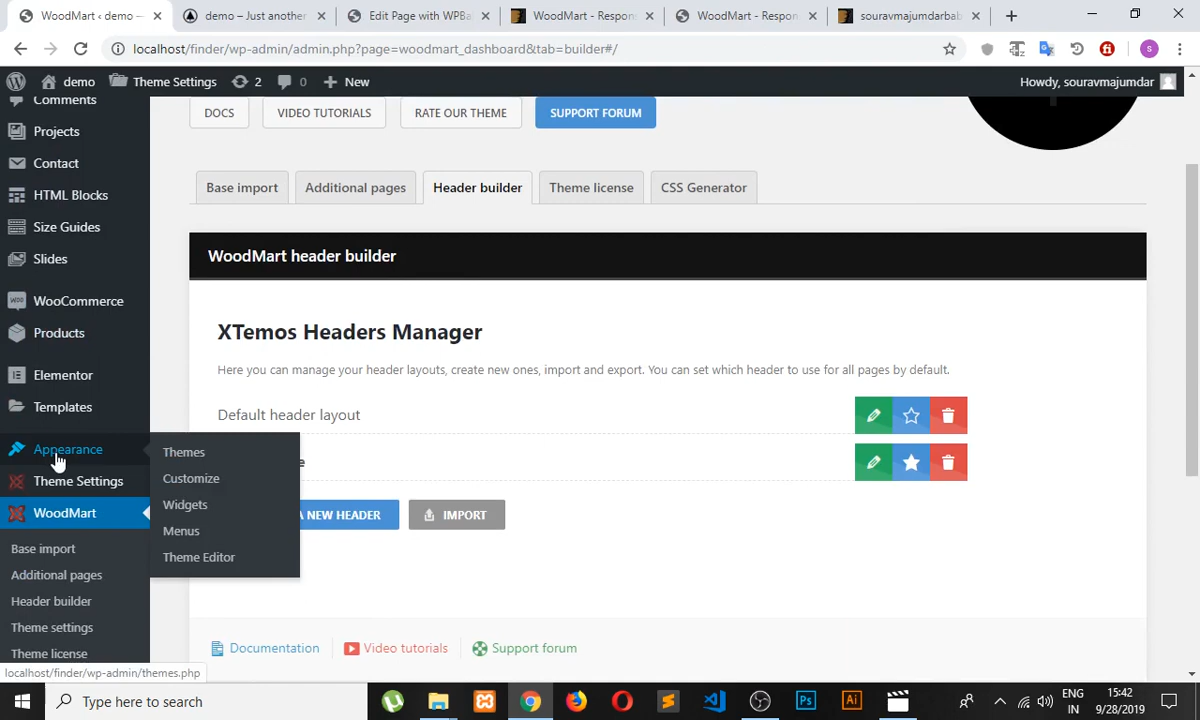 WoodMart ‹ demo —
demo – Just another
Edit Page with WPBa
WoodMart - Respon
WoodMart - Respon
souravmajumdarbab
localhost/finder/wp-admin/admin.php?page=woodmart_dashboard&tab=builder#/
demo
Theme Settings
2
0
New
Howdy, souravmajumdar
Comments
Projects
Contact
HTML Blocks
Size Guides
Slides
WooCommerce
Products
Elementor
Templates
Appearance
Theme Settings
WoodMart
Base import
Additional pages
Header builder
Theme settings
Theme license
Themes
Customize
Widgets
Menus
Theme Editor
DOCS
VIDEO TUTORIALS
RATE OUR THEME
SUPPORT FORUM
Base import
Additional pages
Header builder
Theme license
CSS Generator
WoodMart header builder
XTemos Headers Manager
Here you can manage your header layouts, create new ones, import and export. You can set which header to use for all pages by default.
Default header layout
A NEW HEADER
IMPORT
Documentation
Video tutorials
Support forum
localhost/finder/wp-admin/themes.php
Type here to search
ENG
IN
15:42
9/28/2019